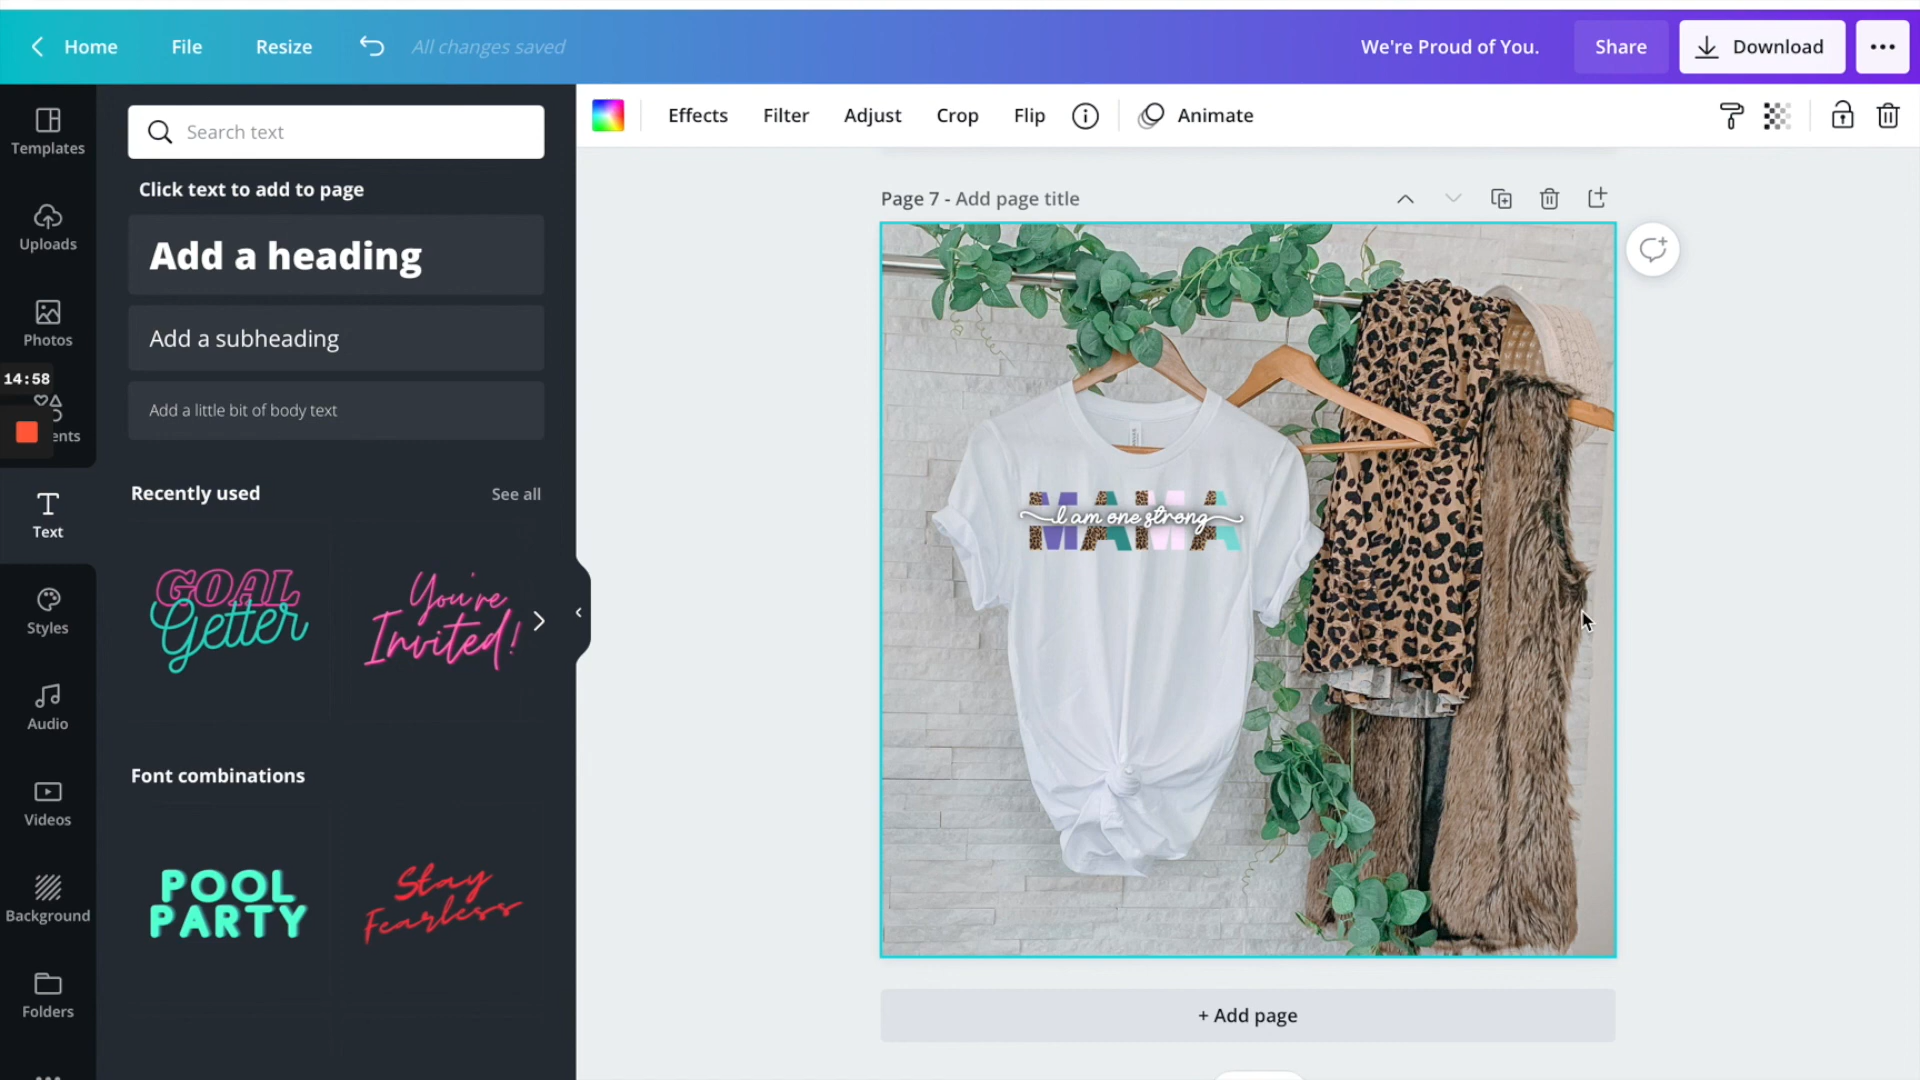 Home
File
Resize
All changes saved
We're Proud of You.
Share
Download
Templates
Uploads
Photos
14:58
ents
Text
Styles
Audio
Videos
Background
Folders
Search text
Click text to add to page
Add a heading
Add a subheading
Add a little bit of body text
Recently used
See all
GOAL
Getter
You're
Invited!
Font combinations
POOL
PARTY
Stay
Fearless
Effects
Filter
Adjust
Crop
Flip
Animate
Page 7 - Add page title
MAMA
I am one strong
+ Add page